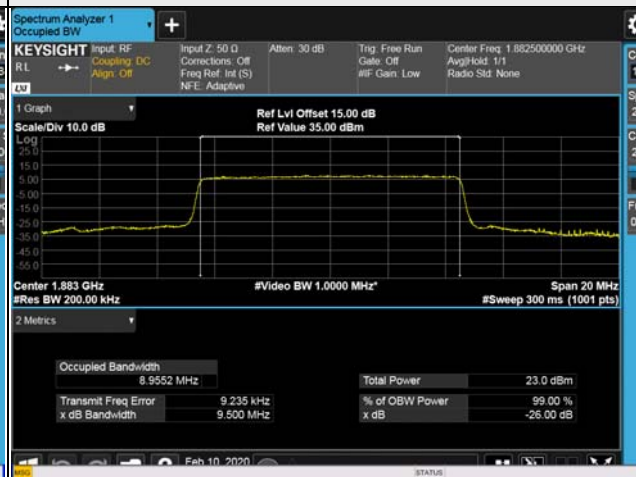 Spectrum Analyzer 1
Occupied BW
+
KEYSIGHT
RL
LXI
Input: RF
Coupling: DC
Align: Off
Input Z: 50 Ω
Corrections: Off
Freq Ref: Int (S)
NFE: Adaptive
Atten: 30 dB
Trig: Free Run
Gate: Off
#IF Gain: Low
Center Freq: 1.882500000 GHz
Avg|Hold: 1/1
Radio Std: None
1 Graph
Scale/Div 10.0 dB
Ref Lvl Offset 15.00 dB
Ref Value 35.00 dBm
Log
25.0
15.0
5.00
-5.00
-15.0
-25.0
-35.0
-45.0
-55.0
Center 1.883 GHz
#Res BW 200.00 kHz
#Video BW 1.0000 MHz*
Span 20 MHz
#Sweep 300 ms (1001 pts)
2 Metrics
Occupied Bandwidth
8.9552 MHz
Total Power 23.0 dBm
Transmit Freq Error 9.235 kHz
% of OBW Power 99.00 %
x dB Bandwidth 9.500 MHz
x dB -26.00 dB
Feb 10, 2020
MSG
STATUS